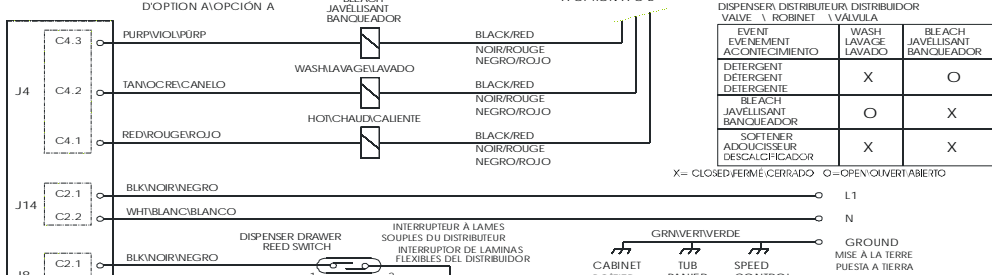 D'OPTION A\OPCIÓN A
JAVÉLLISANT
BANQUEADOR
DISPENSER\ DISTRIBUTEUR\ DISTRIBUIDOR
VALVE \ ROBINET \ VÁLVULA
C4.3
PURP\VIOL\PÚRP
BLACK/RED
NOIR/ROUGE
NEGRO/ROJO
EVENT
EVENEMENT
ACONTECIMIENTO
WASH
LAVAGE
LAVADO
BLEACH
JAVÉLLISANT
BANQUEADOR
WASH\LAVAGE\LAVADO
J4
C4.2
TAN\OCRE\CANELO
BLACK/RED
NOIR/ROUGE
NEGRO/ROJO
DETERGENT
DÉTERGENT
DETERGENTE
X
O
BLEACH
JAVÉLLISANT
BANQUEADOR
O
X
HOT\CHAUD\CALIENTE
C4.1
RED\ROUGE\ROJO
BLACK/RED
NOIR/ROUGE
NEGRO/ROJO
SOFTENER
ADOUCISSEUR
DESCALCIFICADOR
X
X
X= CLOSED\FERMÉ\CERRADO O=OPEN\OUVERT\ABIERTO
J14
C2.1
BLK\NOIR\NEGRO
L1
C2.2
WHT\BLANC\BLANCO
N
DISPENSER DRAWER
REED SWITCH
INTERRUPTEUR À LAMES
SOUPLES DU DISTRIBUTEUR
INTERRUPTOR DE LAMINAS
FLEXIBLES DEL DISTRIBUIDOR
GRN\VERT\VERDE
GROUND
MISE À LA TERRE
PUESTA A TIERRA
C2.1
BLK\NOIR\NEGRO
CABINET
TUB
SPEED